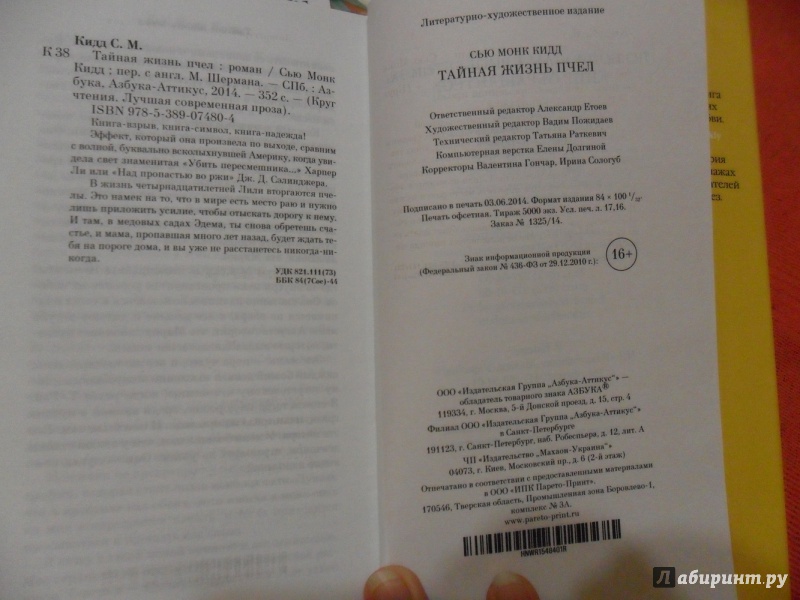 Кидд С. М.
К 38
Тайная жизнь пчел : роман / Сью Монк
Кидд ; пер. с англ. М. Шермана. — СПб. : Аз-
бука, Азбука-Аттикус, 2014. — 352 с. — (Круг
чтения. Лучшая современная проза).
ISBN 978-5-389-07480-4
Книга-взрыв, книга-символ, книга-надежда!
Эффект, который она произвела по выходе, сравним
с волной, буквально всколыхнувшей Америку, когда уви-
дела свет знаменитая «Убить пересмешника...» Харпер
Ли или «Над пропастью во ржи» Дж. Д. Сэлинджера.
В жизнь четырнадцатилетней Лили вторгаются пче-
лы. Это намек на то, что в мире есть место раю и нужно
лишь приложить усилие, чтобы отыскать дорогу к нему.
И там, в медовых садах Эдема, ты снова обретешь сча-
стье, и мама, пропавшая много лет назад, будет ждать те-
бя на пороге дома, и вы уже не расстанетесь никогда-ни-
когда.
УДК 821.111(73)
ББК 84(7Сое)-44
Литературно-художественное издание
СЬЮ МОНК КИДД
ТАЙНАЯ ЖИЗНЬ ПЧЕЛ
Ответственный редактор Александр Етоев
Художественный редактор Вадим Пожидаев
Технический редактор Татьяна Раткевич
Компьютерная верстка Елены Долгиной
Корректоры Валентина Гончар, Ирина Сологуб
Подписано в печать 03.06.2014. Формат издания 84 × 100 1/32.
Печать офсетная. Тираж 5000 экз. Усл. печ. л. 17,16.
Заказ № 1325/14.
Знак информационной продукции
(Федеральный закон № 436-ФЗ от 29.12.2010 г.):
16+
ООО «Издательская Группа „Азбука-Аттикус“» —
обладатель товарного знака АЗБУКА®
119334, г. Москва, 5-й Донской проезд, д. 15, стр. 4
Филиал ООО «Издательская Группа „Азбука-Аттикус“»
в Санкт-Петербурге
191123, г. Санкт-Петербург, наб. Робеспьера, д. 12, лит. А
ЧП «Издательство „Махаон-Украина“»
04073, г. Киев, Московский пр., д. 6 (2-й этаж)
Отпечатано в соответствии с предоставленными материалами
в ООО «ИПК Парето-Принт».
170546, Тверская область, Промышленная зона Боровлево-1,
комплекс № 3А.
www.pareto-print.ru
HNWR1548401R
Лабиринт.ру